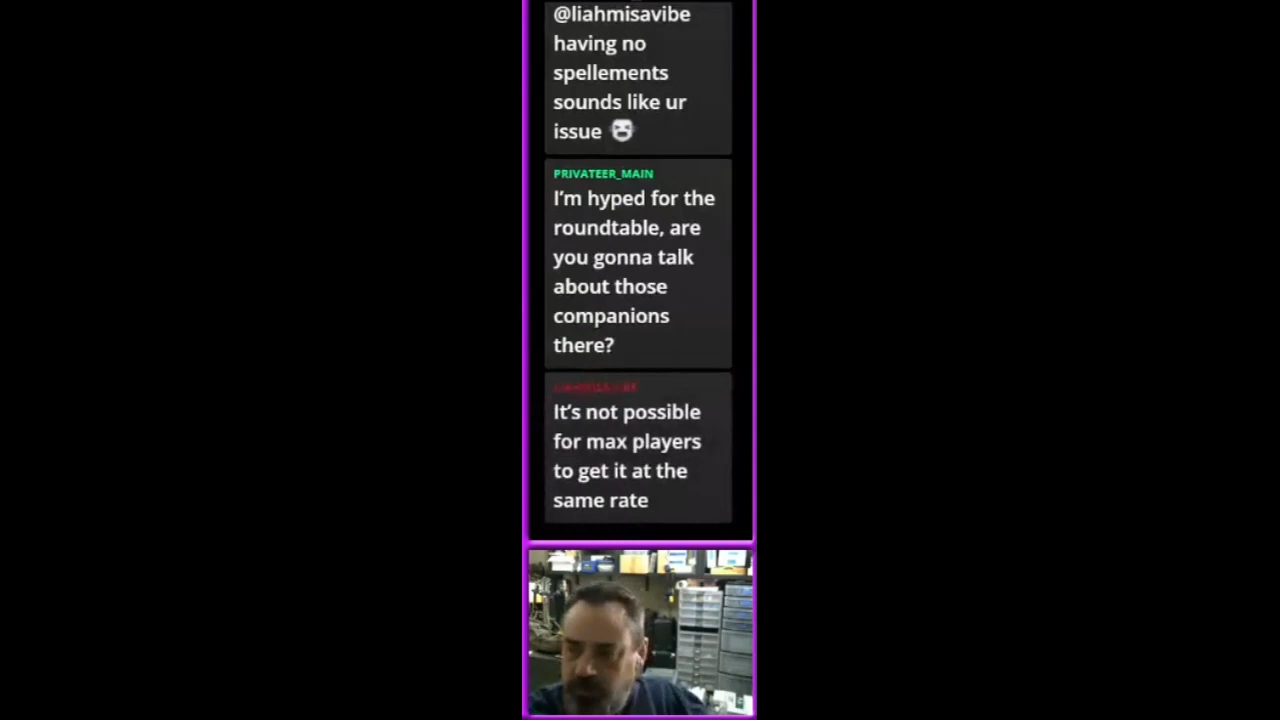 @liahmisavibe
having no
spellements
sounds like ur
issue
PRIVATEER_MAIN
I'm hyped for the
roundtable, are
you gonna talk
about those
companions
there?
It's not possible
for max players
to get it at the
same rate